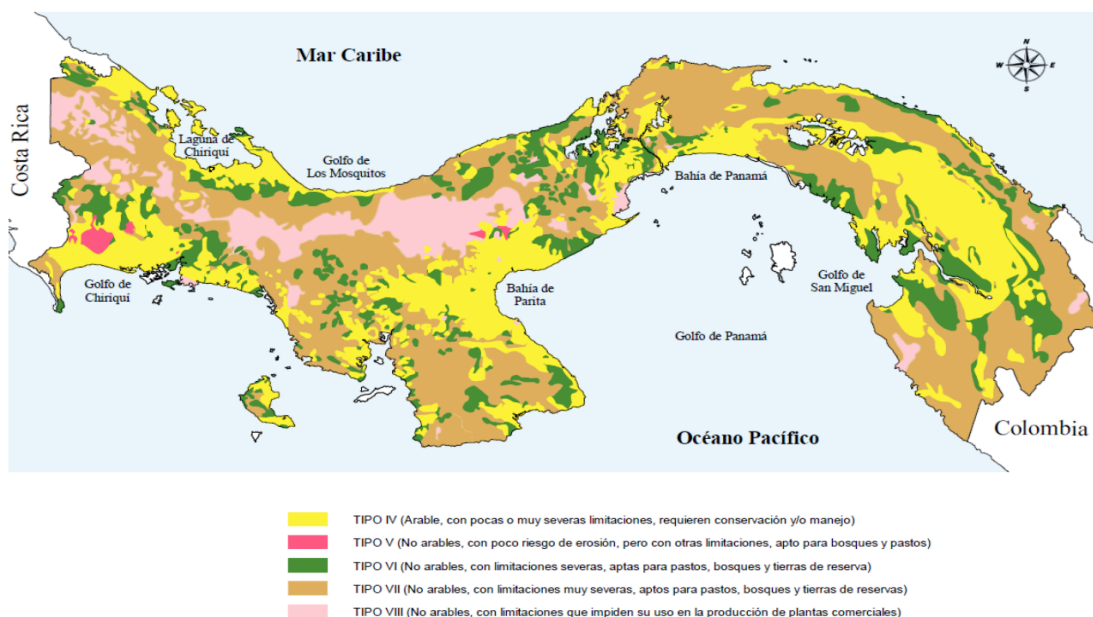 Mar Caribe
N
W E
S
Costa Rica
Laguna de
Chiriquí
Golfo de
Los Mosquitos
Bahía de Panamá
Golfo de
Chiriquí
Bahía de
Parita
Golfo de
San Miguel
Golfo de Panamá
Océano Pacífico
Colombia
TIPO IV (Arable, con pocas o muy severas limitaciones, requieren conservación y/o manejo)
TIPO V (No arables, con poco riesgo de erosión, pero con otras limitaciones, apto para bosques y pastos)
TIPO VI (No arables, con limitaciones severas, aptas para pastos, bosques y tierras de reserva)
TIPO VII (No arables, con limitaciones muy severas, aptos para pastos, bosques y tierras de reservas)
TIPO VIII (No arables, con limitaciones que impiden su uso en la producción de plantas comerciales)